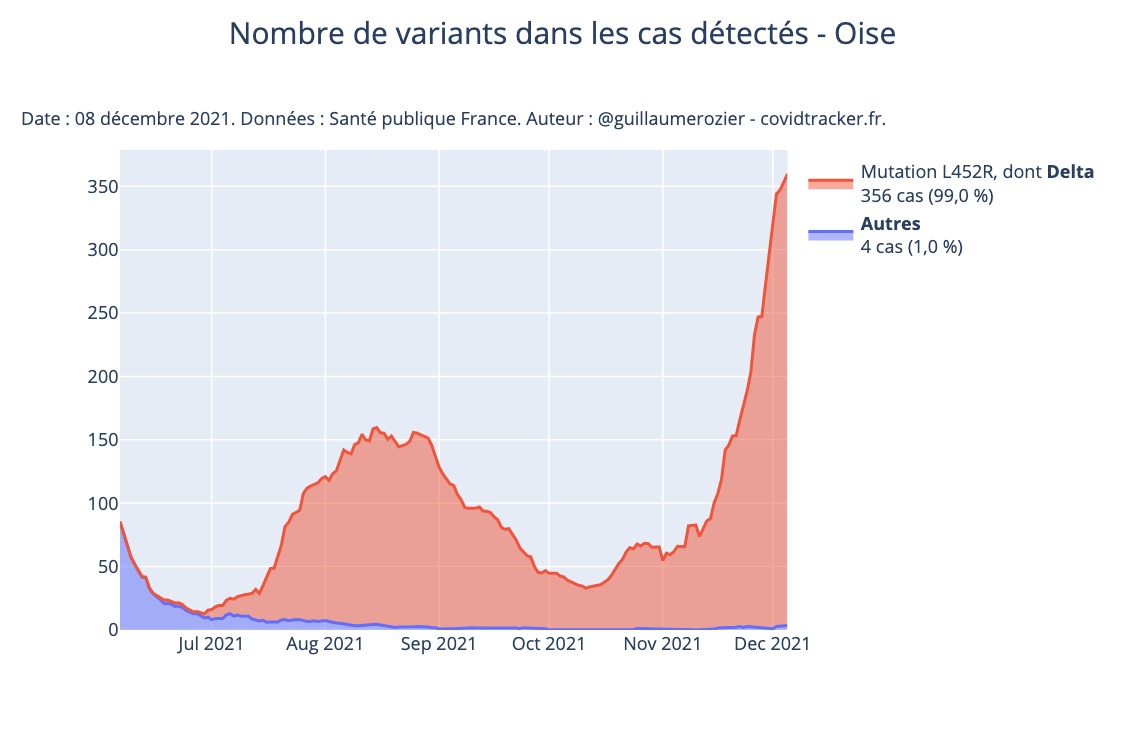 Nombre de variants dans les cas détectés - Oise
Date : 08 décembre 2021. Données : Santé publique France. Auteur : @guillaumerozier - covidtracker.fr.
Mutation L452R, dont Delta
356 cas (99,0 %)
Autres
4 cas (1,0 %)
350
300
250
200
150
100
50
0
Jul 2021 Aug 2021 Sep 2021 Oct 2021 Nov 2021 Dec 2021